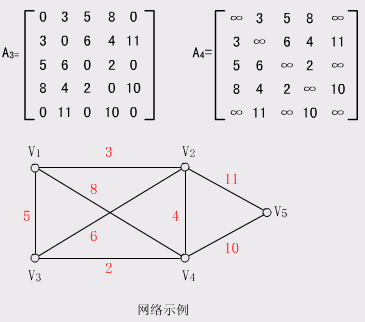 A3= [ 0 3 5 8 0
3 0 6 4 11
5 6 0 2 0
8 4 2 0 10
0 11 0 10 0 ]
A4= [ ∞ 3 5 8 ∞
3 ∞ 6 4 11
5 6 ∞ 2 ∞
8 4 2 ∞ 10
∞ 11 ∞ 10 ∞ ]
V1 3 V2
8 11
5 4 V5
6 10
V3 2 V4
网络示例